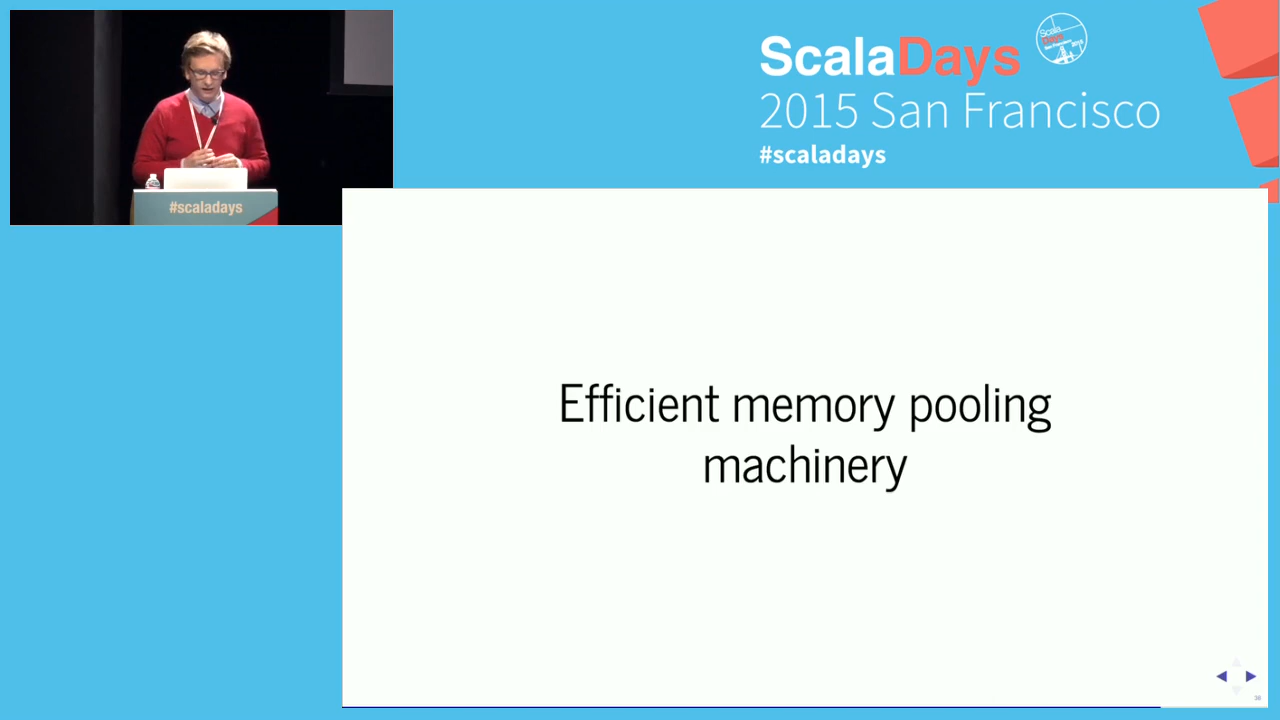 ScalaDays
2015 San Francisco
#scaladays
#scaladays
Efficient memory pooling
machinery